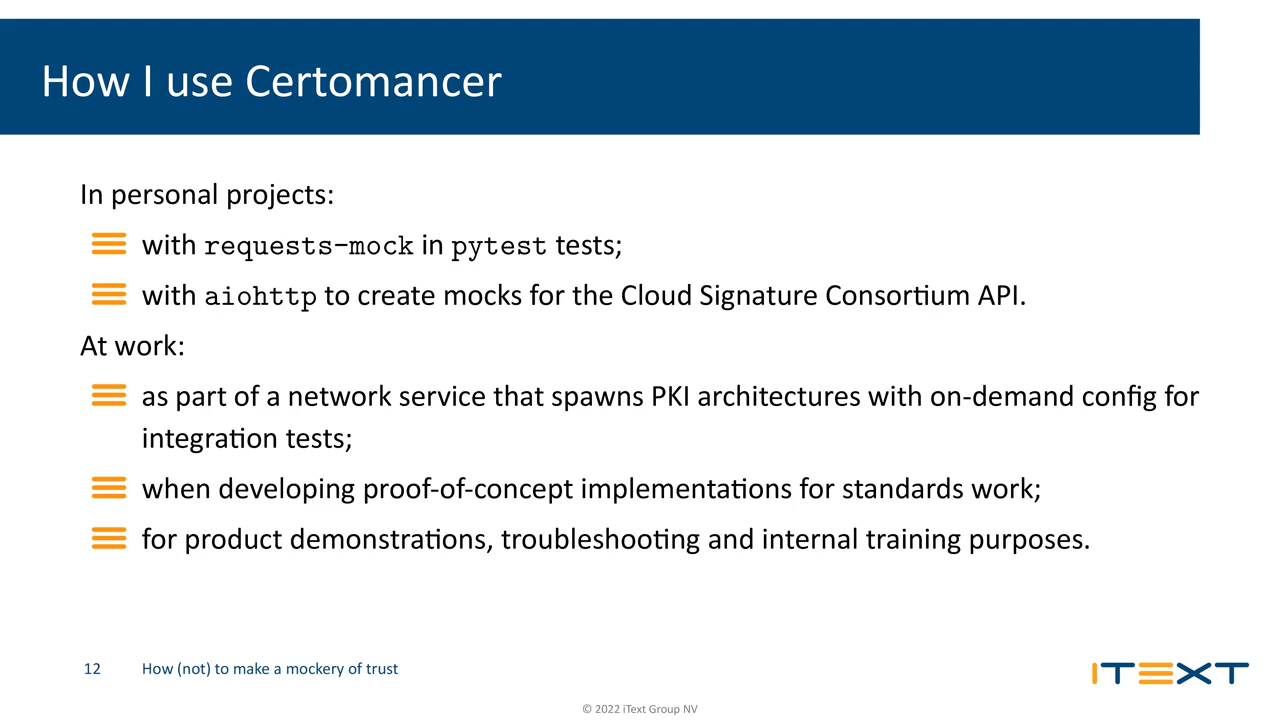 How I use Certomancer
In personal projects:
with requests-mock in pytest tests;
with aiohttp to create mocks for the Cloud Signature Consortium API.
At work:
as part of a network service that spawns PKI architectures with on-demand config for
integration tests;
when developing proof-of-concept implementations for standards work;
for product demonstrations, troubleshooting and internal training purposes.
12 How (not) to make a mockery of trust
ITEXT
© 2022 iText Group NV